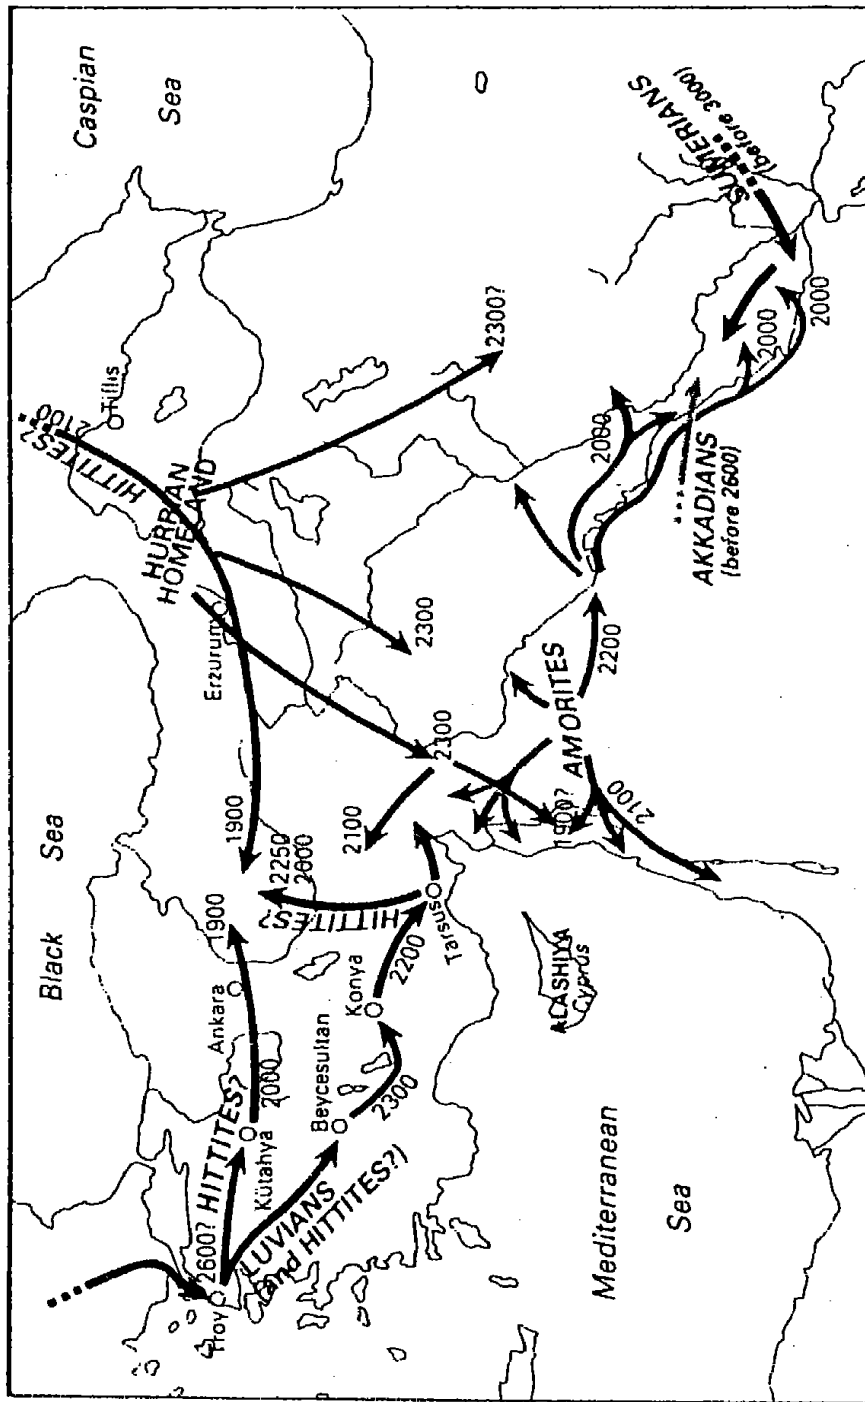 Black Sea
Caspian
Sea
HITTITES?
2100
Tiflis
HURRIAN
HOMELAND
Erzurum
1900
2300?
2300
2300
2100
2250
2000
HITTITES?
1900
Ankara
2000
HITTITES?
2600?
Troy
Kütahya
LUVIANS
(and HITTITES?)
Beycesultan
2300
Konya
2200
Tarsus
ALASHIYA
Cyprus
Mediterranean
Sea
AMORITES
1900?
2100
2200
2000
AKKADIANS
(before 2600)
2000
2000
SUMERIANS
(before 3000)